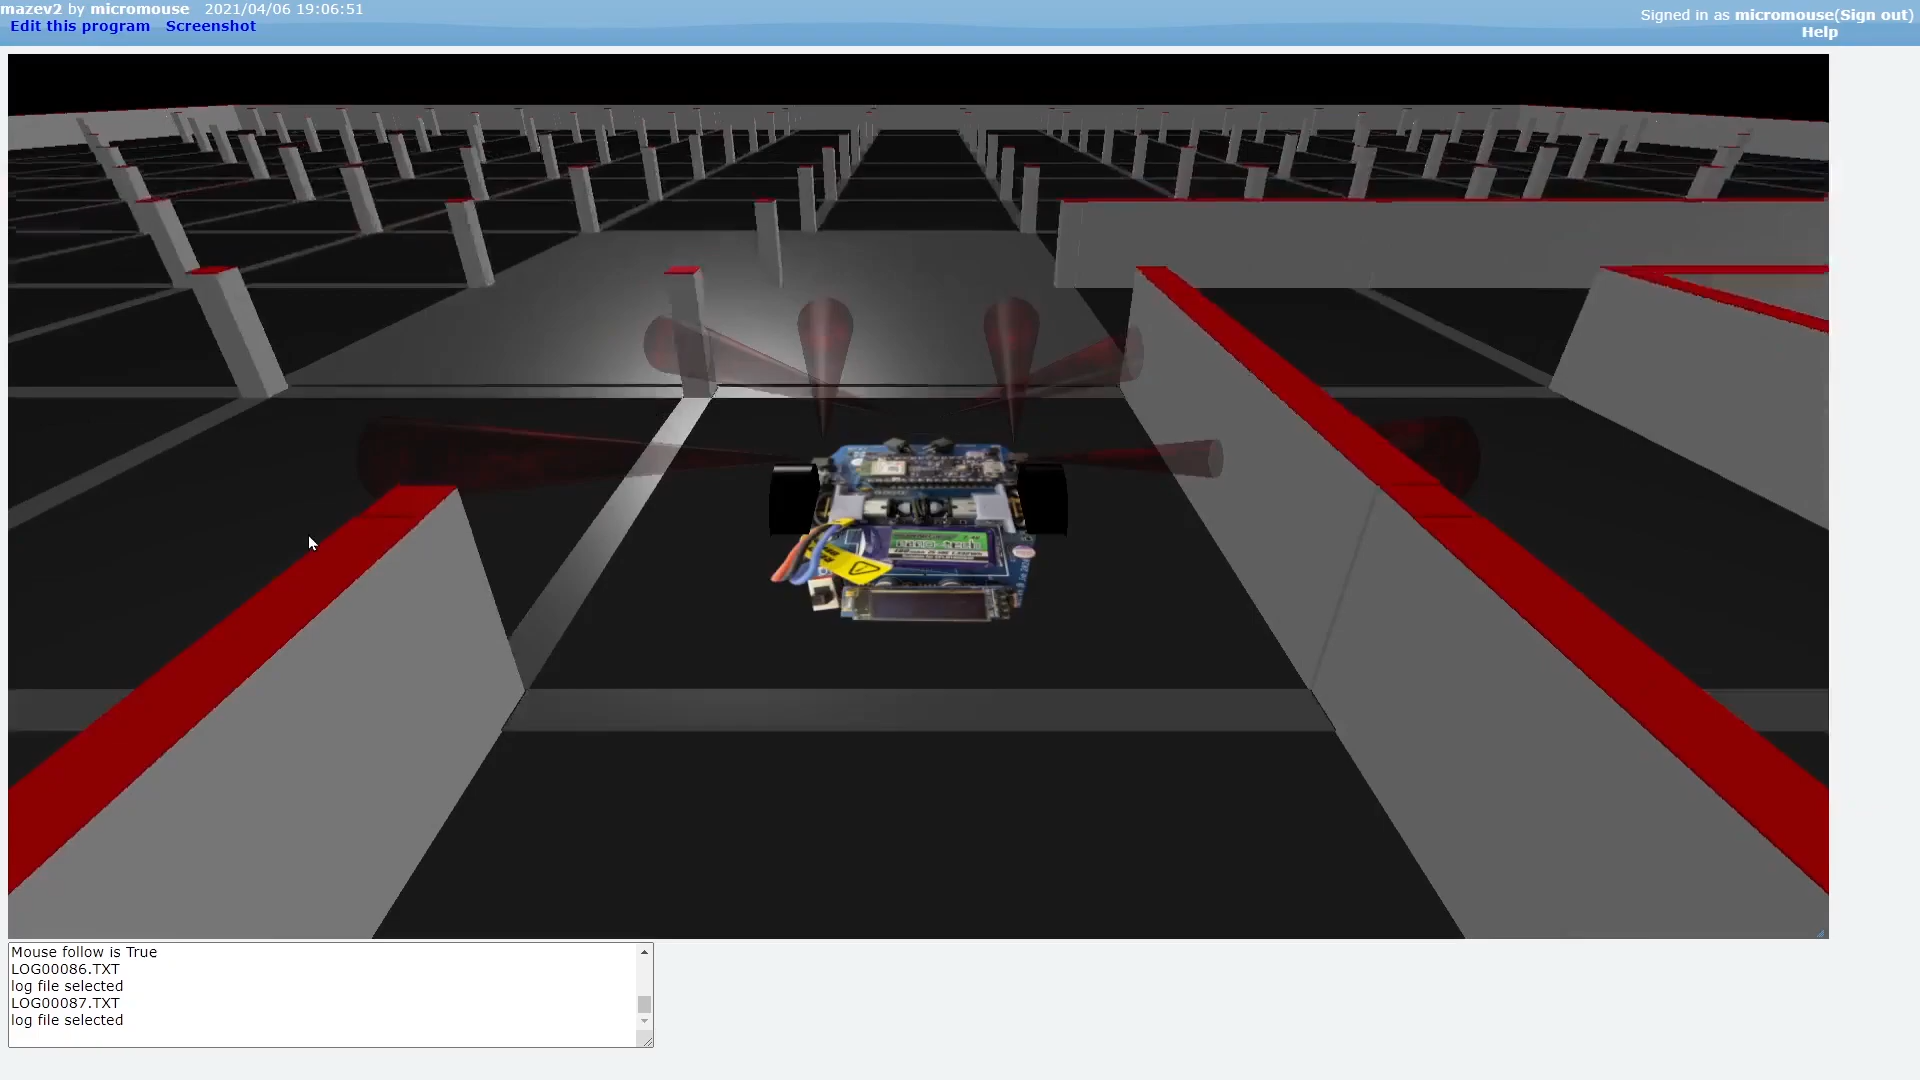 mazev2 by micromouse 2021/04/06 19:06:51
Edit this program Screenshot
Signed in as micromouse(Sign out)
Help
Mouse follow is True
LOG00086.TXT
log file selected
LOG00087.TXT
log file selected